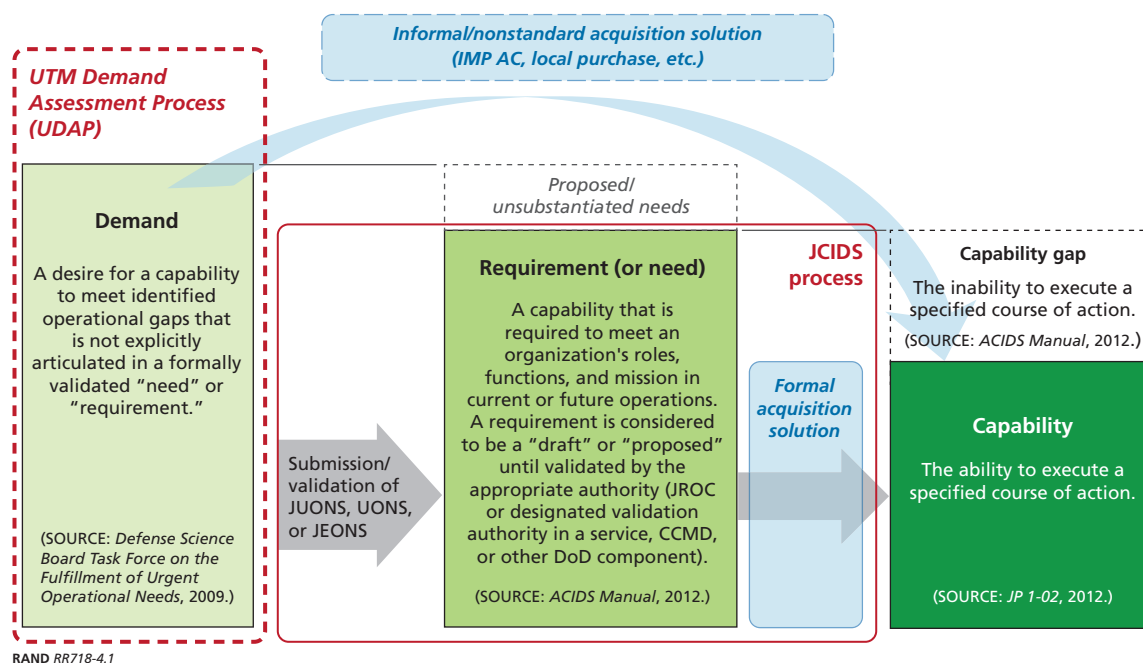 Informal/nonstandard acquisition solution
(IMP AC, local purchase, etc.)
UTM Demand
Assessment Process
(UDAP)
Demand
A desire for a capability
to meet identified
operational gaps that
is not explicitly
articulated in a formally
validated “need” or
“requirement.”
(SOURCE: Defense Science
Board Task Force on the
Fulfillment of Urgent
Operational Needs, 2009.)
Submission/
validation of
JUONS, UONS,
or JEONS
Proposed/
unsubstantiated needs
Requirement (or need)
A capability that is
required to meet an
organization's roles,
functions, and mission in
current or future operations.
A requirement is considered
to be a “draft” or “proposed”
until validated by the
appropriate authority (JROC
or designated validation
authority in a service, CCMD,
or other DoD component).
(SOURCE: ACIDS Manual, 2012.)
JCIDS
process
Formal
acquisition
solution
Capability gap
The inability to execute a
specified course of action.
(SOURCE: ACIDS Manual, 2012.)
Capability
The ability to execute a
specified course of action.
(SOURCE: JP 1-02, 2012.)
RAND RR718-4.1